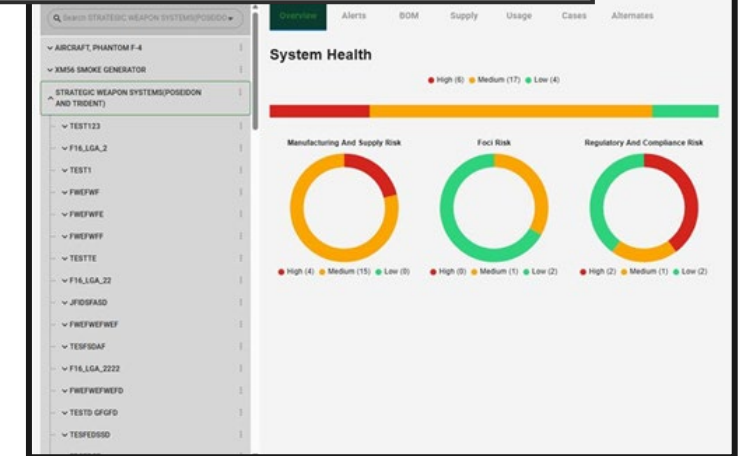 Search STRATEGIC WEAPON SYSTEMS(POSEIDO
AIRCRAFT, PHANTOM F-4
XM56 SMOKE GENERATOR
STRATEGIC WEAPON SYSTEMS(POSEIDON
AND TRIDENT)
TEST123
F16_LGA_2
TEST1
FWEFWF
FWEFWFE
FWEFWFF
TESTTE
F16_LGA_22
JFIDSFASD
FWEFWEFWEF
TESFSDAF
F16_LGA_2222
FWEFWEFWEFD
TESTD GFGFD
TESFEDSSD
Overview Alerts BOM Supply Usage Cases Alternates
System Health
High (6) Medium (17) Low (4)
Manufacturing And Supply Risk Foci Risk Regulatory And Compliance Risk
High (4) Medium (15) Low (0) High (0) Medium (1) Low (2) High (2) Medium (1) Low (2)